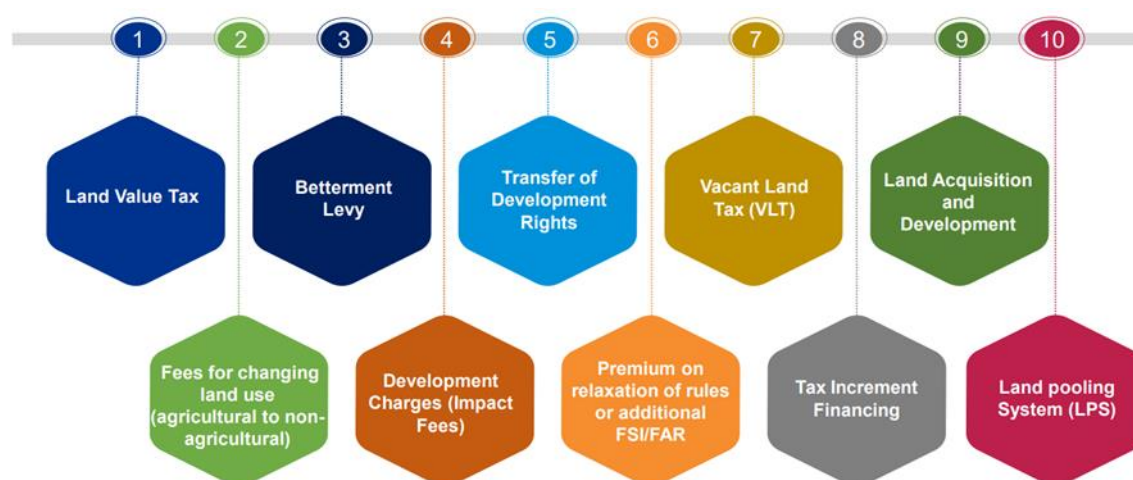 1
2
3
4
5
6
7
8
9
10
Land Value Tax
Betterment
Levy
Transfer of
Development
Rights
Vacant Land
Tax (VLT)
Land Acquisition
and
Development
Fees for changing
land use
(agricultural to non-
agricultural)
Development
Charges (Impact
Fees)
Premium on
relaxation of rules
or additional
FSI/FAR
Tax Increment
Financing
Land pooling
System (LPS)